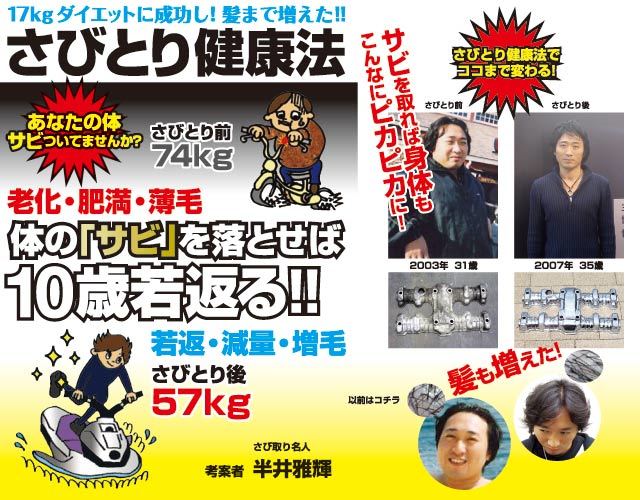 17kgダイエットに成功し!髪まで増えた!!
さびとり健康法
あなたの体
サビついてませんか?
さびとり前
74kg
老化・肥満・薄毛
体の「サビ」を落とせば
10歳若返る!!
若返・減量・増毛
さびとり後
57kg
さび取り名人
考案者 半井雅輝
サビを取れば身体も
こんなにピカピカに!
さびとり健康法で
ココまで変わる!
さびとり前
さびとり後
2003年 31歳
2007年 35歳
髪も増えた!
以前はコチラ